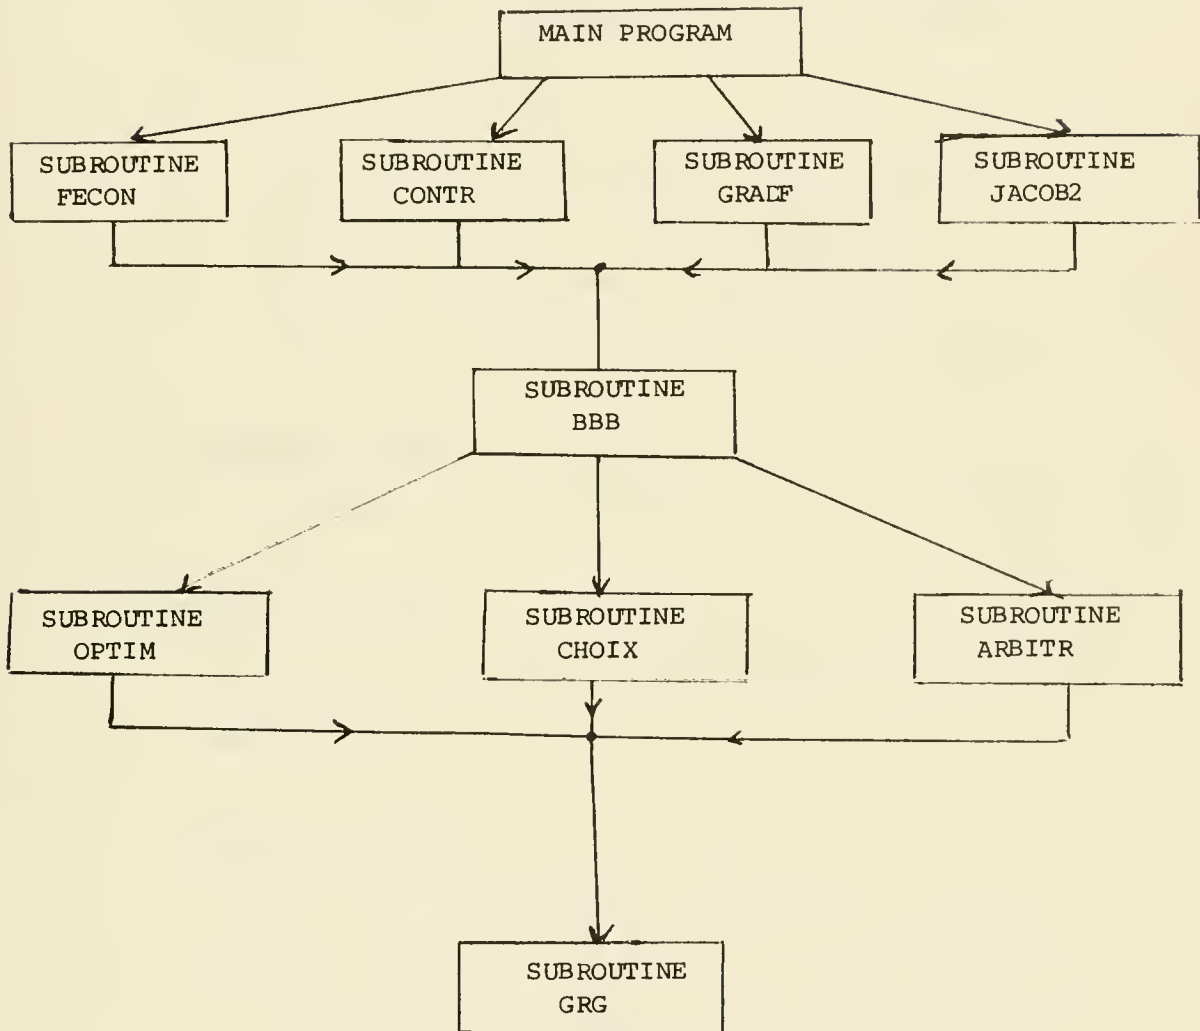 MAIN PROGRAM
SUBROUTINE
FECON
SUBROUTINE
CONTR
SUBROUTINE
GRADF
SUBROUTINE
JACOB2
SUBROUTINE
BBB
SUBROUTINE
OPTIM
SUBROUTINE
CHOIX
SUBROUTINE
ARBITR
SUBROUTINE
GRG